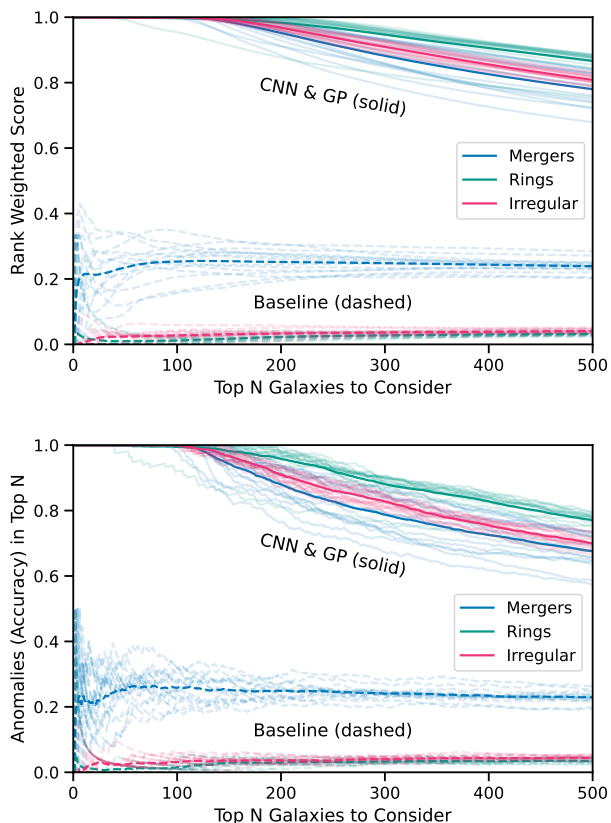 1.0
0.8
0.6
0.4
0.2
0.0
Rank Weighted Score
CNN & GP (solid)
Mergers
Rings
Irregular
Baseline (dashed)
0 100 200 300 400 500
Top N Galaxies to Consider
1.0
0.8
0.6
0.4
0.2
0.0
Anomalies (Accuracy) in Top N
CNN & GP (solid)
Mergers
Rings
Irregular
Baseline (dashed)
0 100 200 300 400 500
Top N Galaxies to Consider